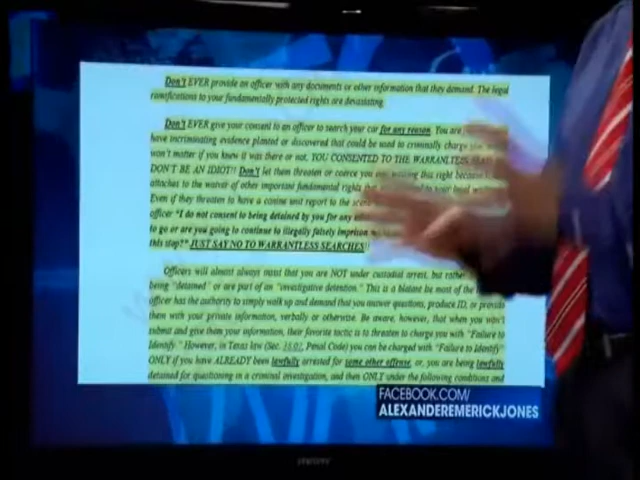 Don't EVER provide an officer with any documents or other information that they demand. The legal
ramifications to your fundamentally protected rights are devastating.
Don't EVER give your consent to an officer to search your car for any reason. You are
have incriminating evidence planted or discovered that could be used to criminally charge you
won't matter if you knew it was there or not. YOU CONSENTED TO THE WARRANTLESS
DON'T BE AN IDIOT!! Don't let them threaten or coerce you into waiving this right because
attaches to the waiver of other important fundamental rights
Even if they threaten to have a canine unit report to the scene
officer "I do not consent to being detained by you for any
to go or are you going to continue to illegally falsely imprison
this stop?" JUST SAY NO TO WARRANTLESS SEARCHES!!
Officers will almost always insist that you are NOT under custodial arrest, but rather
being "detained" or are part of an "investigative detention." This is a blatant lie most of the
officer has the authority to simply walk up and demand that you answer questions, produce ID, or provide
them with your private information, verbally or otherwise. Be aware, however, that when you won't
submit and give them your information, their favorite tactic is to threaten to charge you with "Failure to
Identify." However, in Texas law (Sec. 38.02, Penal Code) you can be charged with "Failure to Identify"
ONLY if you have ALREADY been lawfully arrested for some other offense, or, you are being lawfully
detained for questioning in a criminal investigation, and then ONLY under the following conditions and
FACEBOOK.COM/
ALEXANDEREMERICKJONES